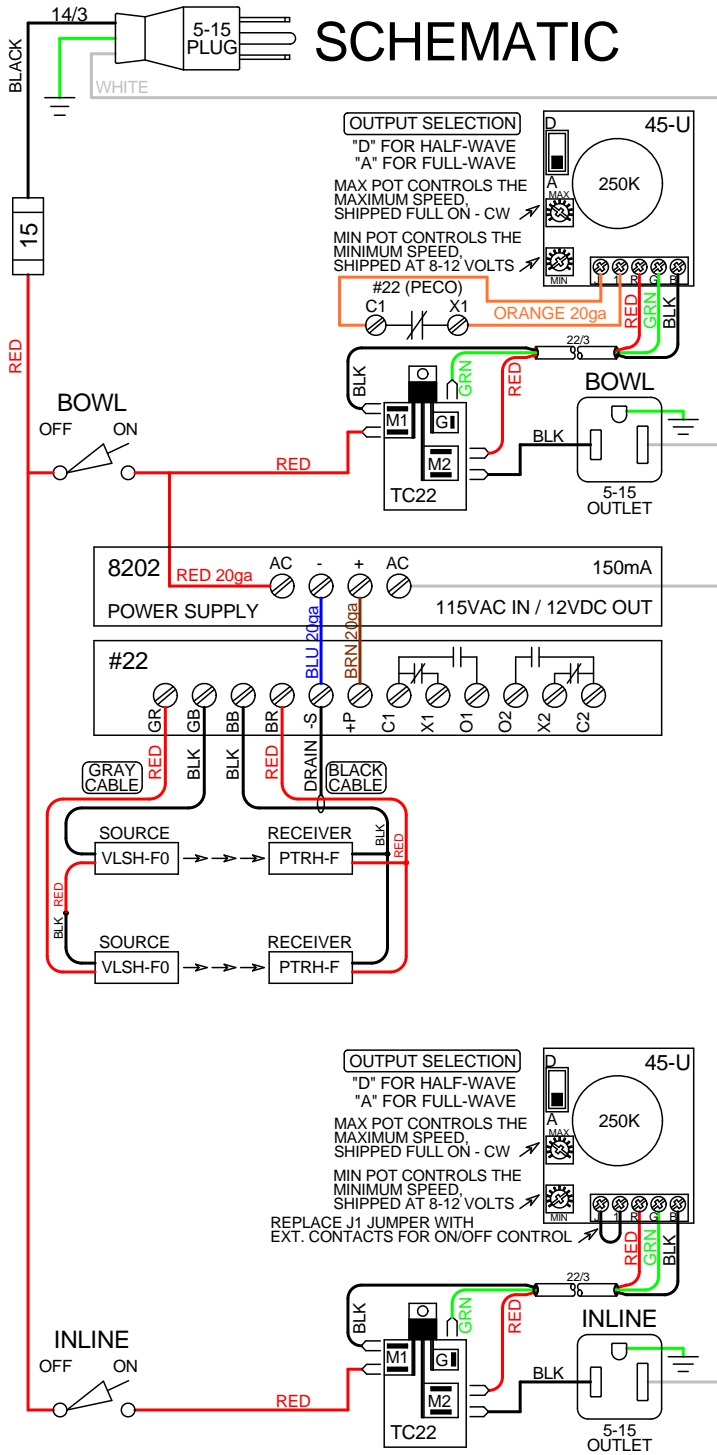 14/3
5-15
PLUG
SCHEMATIC
BLACK
WHITE
OUTPUT SELECTION
"D" FOR HALF-WAVE
"A" FOR FULL-WAVE
MAX POT CONTROLS THE
MAXIMUM SPEED,
SHIPPED FULL ON - CW
MIN POT CONTROLS THE
MINIMUM SPEED,
SHIPPED AT 8-12 VOLTS
D
45-U
A
MAX
250K
MIN
J 1 R G B
15
#22 (PECO)
C1 X1
ORANGE 20ga
RED
GRN
BLK
22/3
RED
BOWL
OFF ON
RED
BLK
GRN
RED
M1
G
M2
TC22
BLK
BOWL
5-15
OUTLET
8202
RED 20ga
AC - + AC
150mA
POWER SUPPLY
115VAC IN / 12VDC OUT
BLU 20ga
BRN 20ga
#22
GR GB BB BR -S +P C1 X1 O1 O2 X2 C2
GRAY
CABLE
RED
BLK
BLK
RED
DRAIN
BLACK
CABLE
SOURCE
VLSH-F0
RECEIVER
PTRH-F
BLK
RED
BLK
RED
SOURCE
VLSH-F0
RECEIVER
PTRH-F
OUTPUT SELECTION
"D" FOR HALF-WAVE
"A" FOR FULL-WAVE
MAX POT CONTROLS THE
MAXIMUM SPEED,
SHIPPED FULL ON - CW
MIN POT CONTROLS THE
MINIMUM SPEED,
SHIPPED AT 8-12 VOLTS
REPLACE J1 JUMPER WITH
EXT. CONTACTS FOR ON/OFF CONTROL
D
45-U
A
MAX
250K
MIN
J 1 R G B
RED
GRN
BLK
22/3
INLINE
OFF ON
RED
BLK
GRN
RED
M1
G
M2
TC22
BLK
INLINE
5-15
OUTLET